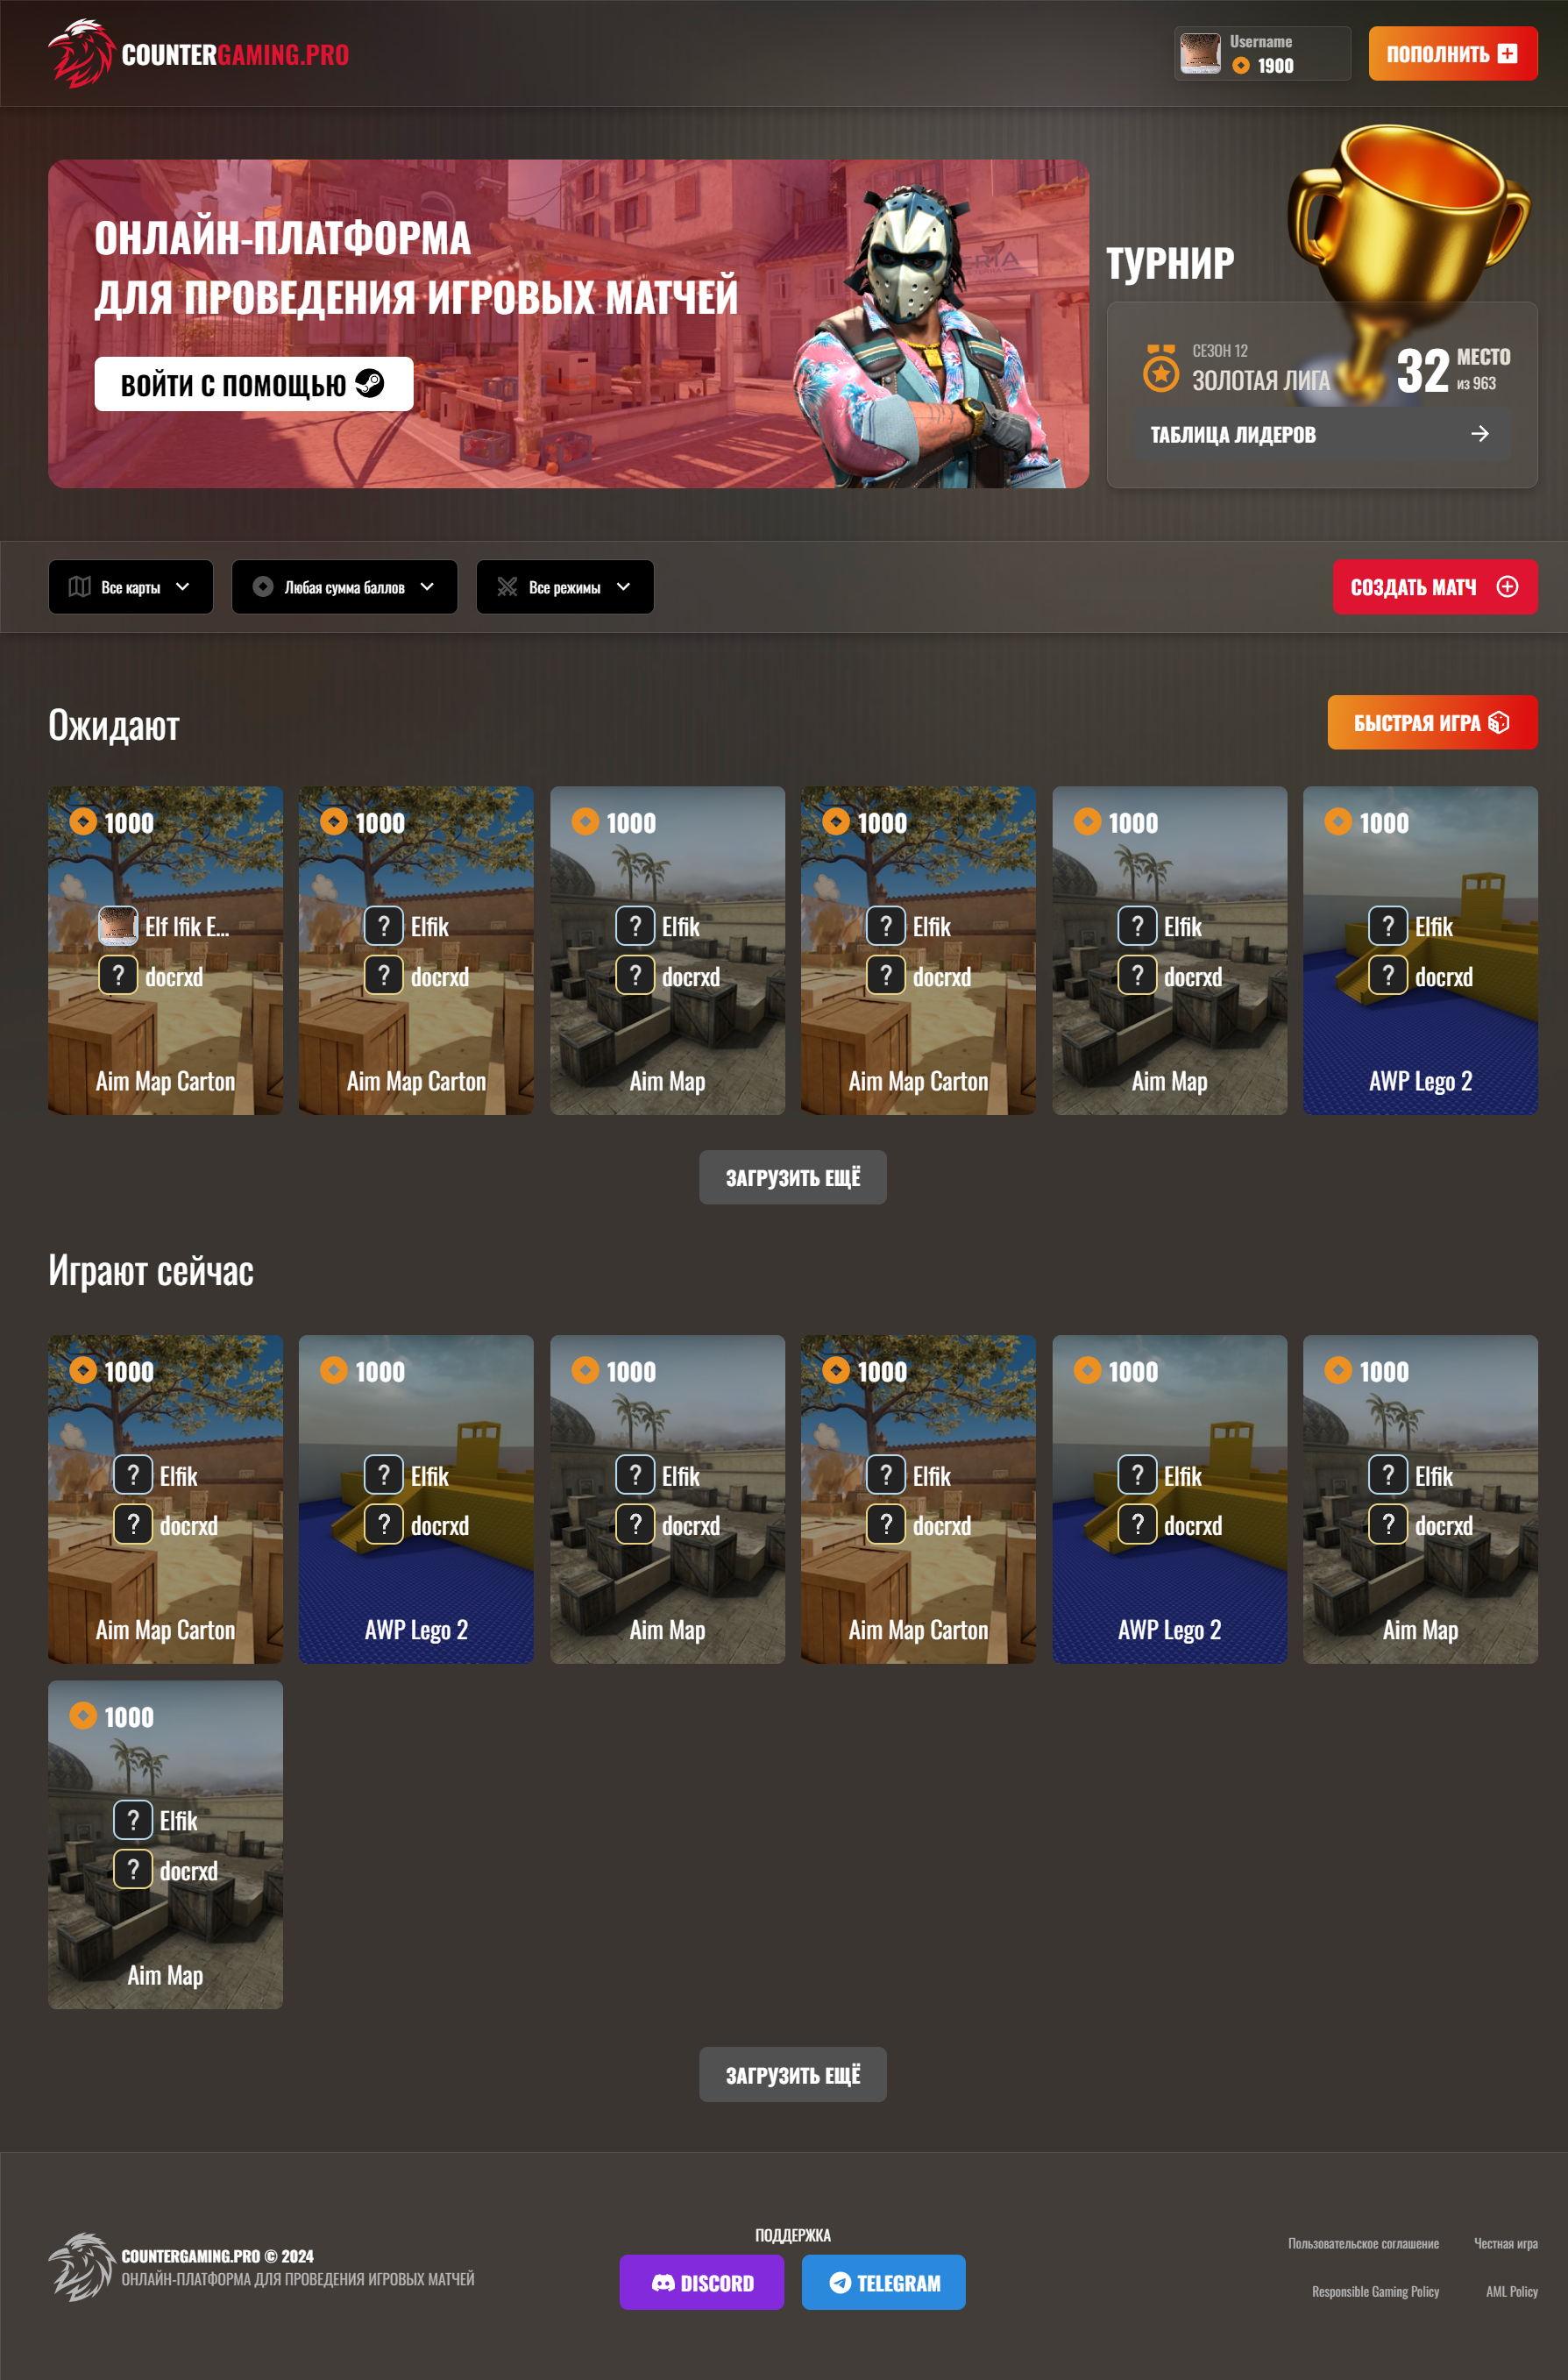 COUNTERGAMING.PRO
Username
1900
ПОПОЛНИТЬ
ОНЛАЙН-ПЛАТФОРМА
ДЛЯ ПРОВЕДЕНИЯ ИГРОВЫХ МАТЧЕЙ
ВОЙТИ С ПОМОЩЬЮ
ТУРНИР
СЕЗОН 12
ЗОЛОТАЯ ЛИГА
32 МЕСТО
из 963
ТАБЛИЦА ЛИДЕРОВ
Все карты
Любая сумма баллов
Все режимы
СОЗДАТЬ МАТЧ
Ожидают
БЫСТРАЯ ИГРА
1000
Elf lfik E...
? docrxd
Aim Map Carton
1000
? Elfik
? docrxd
Aim Map Carton
1000
? Elfik
? docrxd
Aim Map
1000
? Elfik
? docrxd
Aim Map Carton
1000
? Elfik
? docrxd
Aim Map
1000
? Elfik
? docrxd
AWP Lego 2
ЗАГРУЗИТЬ ЕЩЁ
Играют сейчас
1000
? Elfik
? docrxd
Aim Map Carton
1000
? Elfik
? docrxd
AWP Lego 2
1000
? Elfik
? docrxd
Aim Map
1000
? Elfik
? docrxd
Aim Map Carton
1000
? Elfik
? docrxd
AWP Lego 2
1000
? Elfik
? docrxd
Aim Map
1000
? Elfik
? docrxd
Aim Map
ЗАГРУЗИТЬ ЕЩЁ
COUNTERGAMING.PRO © 2024
ОНЛАЙН-ПЛАТФОРМА ДЛЯ ПРОВЕДЕНИЯ ИГРОВЫХ МАТЧЕЙ
ПОДДЕРЖКА
DISCORD
TELEGRAM
Пользовательское соглашение
Честная игра
Responsible Gaming Policy
AML Policy